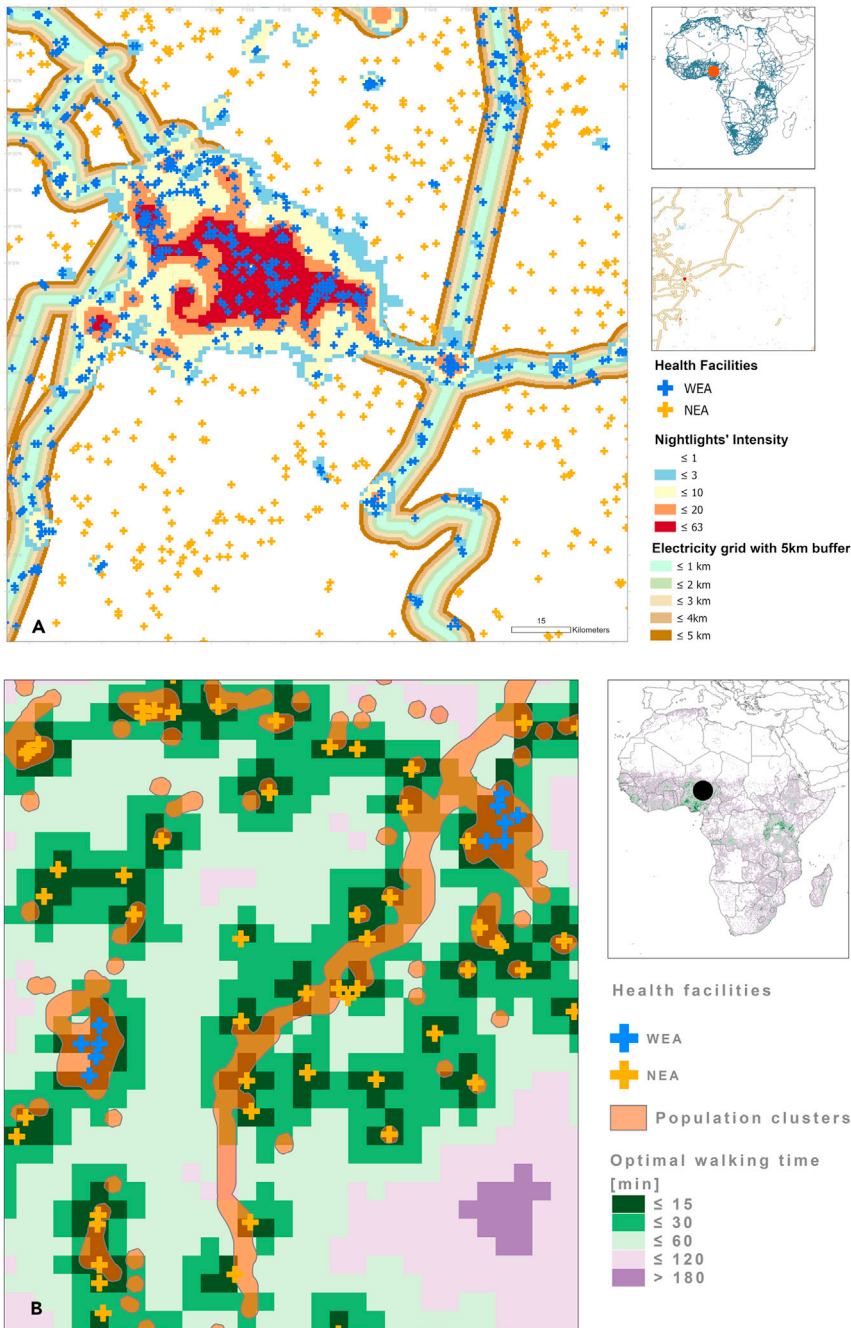 Health Facilities
WEA
NEA
Nightlights' Intensity
≤ 1
≤ 3
≤ 10
≤ 20
≤ 63
Electricity grid with 5km buffer
≤ 1 km
≤ 2 km
≤ 3 km
≤ 4km
≤ 5 km
A
15
Kilometers
Health facilities
WEA
NEA
Population clusters
Optimal walking time
[min]
≤ 15
≤ 30
≤ 60
≤ 120
> 180
B